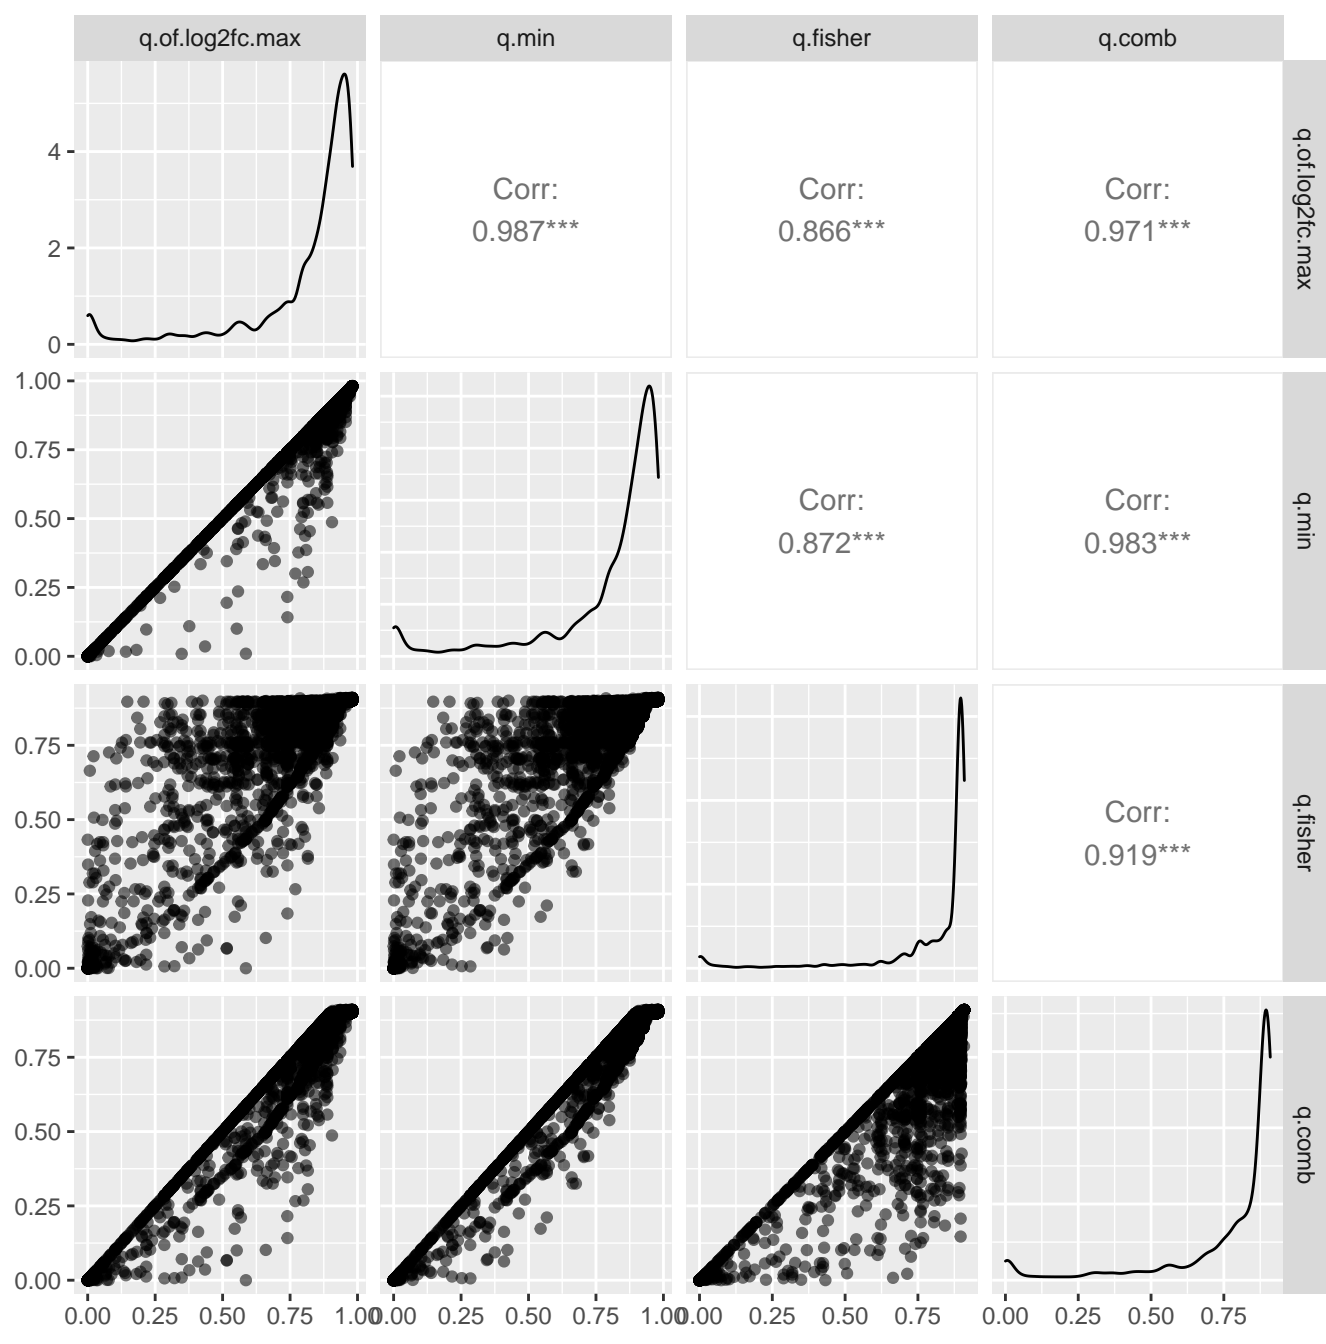 q.of.log2fc.max q.min q.fisher q.comb
4
2
0
Corr:
0.987***
Corr:
0.866***
Corr:
0.971***
q.of.log2fc.max
1.00
0.75
0.50
0.25
0.00
Corr:
0.872***
Corr:
0.983***
q.min
0.75
0.50
0.25
0.00
Corr:
0.919***
q.fisher
0.75
0.50
0.25
0.00
q.comb
0.00 0.25 0.50 0.75 1.00 0.00 0.25 0.50 0.75 1.00 0.00 0.25 0.50 0.75 0.00 0.25 0.50 0.75